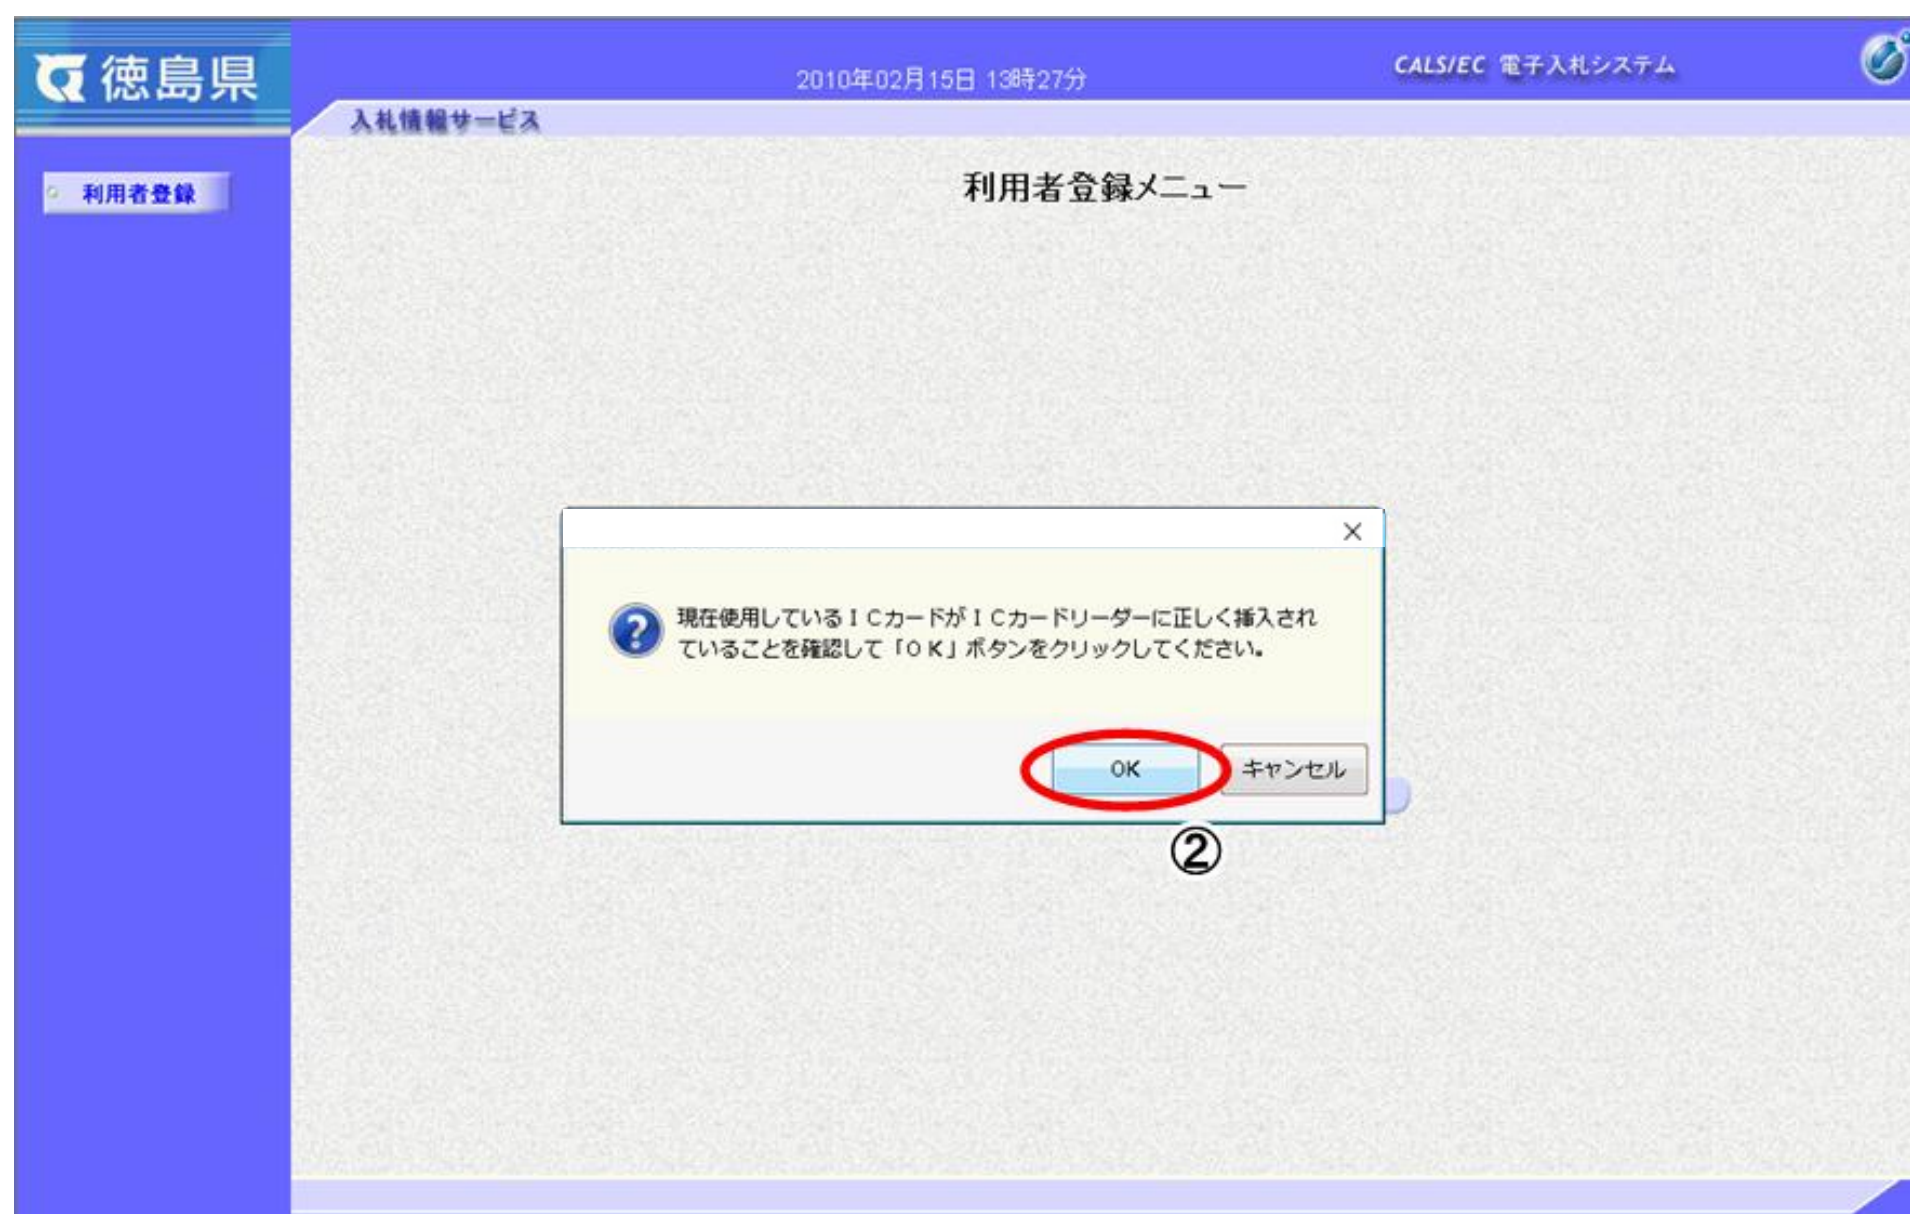 徳島県
2010年02月15日 13時27分
CALS/EC 電子入札システム
入札情報サービス
利用者登録
利用者登録メニュー
現在使用しているＩＣカードがＩＣカードリーダーに正しく挿入され
ていることを確認して「ＯＫ」ボタンをクリックしてください。
OK
キャンセル
②